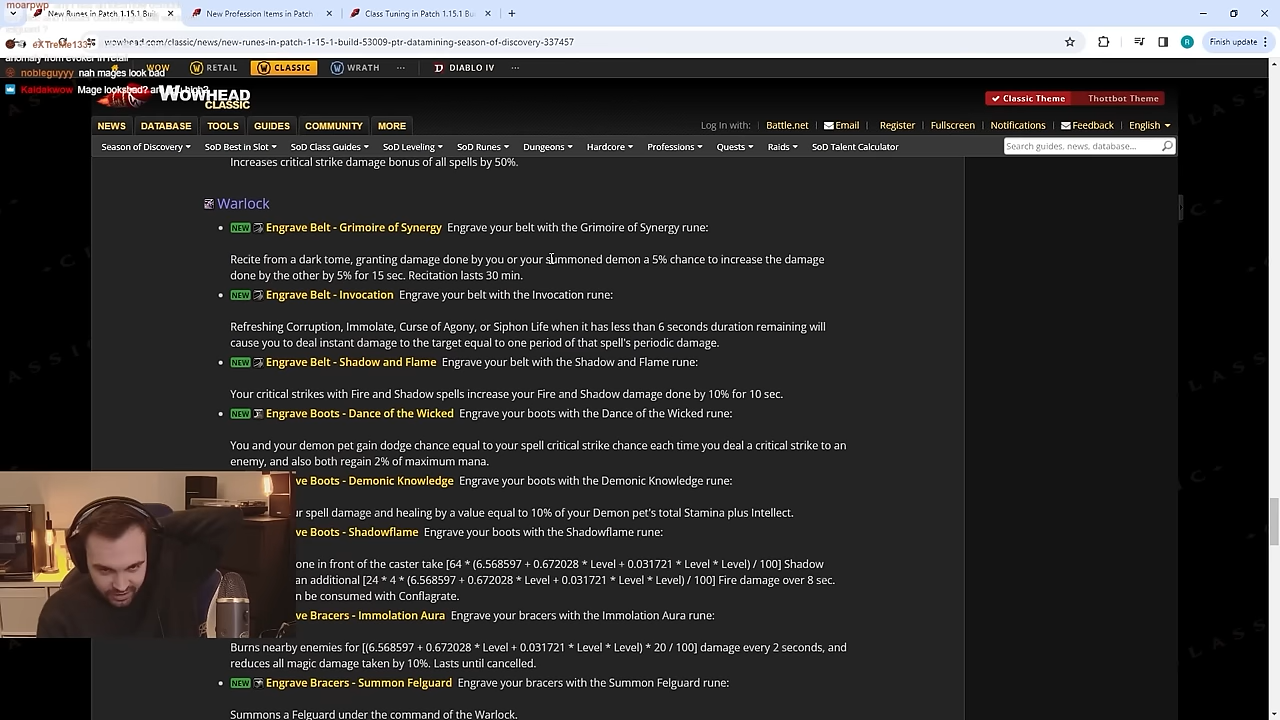 moarpwp
New Runes in Patch 1.15.1 Buil
New Profession Items in Patch
Class Tuning in Patch 1.15.1 Bui
eXTreme133
wowhead.com/classic/news/new-runes-in-patch-1-15-1-build-53009-ptr-datamining-season-of-discovery-337457
Finish update
anomaly from evoker in retail
WOW
RETAIL
CLASSIC
WRATH
DIABLO IV
nobleguyyy nah mages look bad
Kaldakwow Mage looks bad?
WOWHEAD
CLASSIC
Classic Theme
Thottbot Theme
NEWS
DATABASE
TOOLS
GUIDES
COMMUNITY
MORE
Log In with:
Battle.net
Email
Register
Fullscreen
Notifications
Feedback
English
Season of Discovery
SoD Best in Slot
SoD Class Guides
SoD Leveling
SoD Runes
Dungeons
Hardcore
Professions
Quests
Raids
SoD Talent Calculator
Search guides, news, database...
Increases critical strike damage bonus of all spells by 50%.
Warlock
NEW Engrave Belt - Grimoire of Synergy Engrave your belt with the Grimoire of Synergy rune:
Recite from a dark tome, granting damage done by you or your summoned demon a 5% chance to increase the damage
done by the other by 5% for 15 sec. Recitation lasts 30 min.
NEW Engrave Belt - Invocation Engrave your belt with the Invocation rune:
Refreshing Corruption, Immolate, Curse of Agony, or Siphon Life when it has less than 6 seconds duration remaining will
cause you to deal instant damage to the target equal to one period of that spell's periodic damage.
NEW Engrave Belt - Shadow and Flame Engrave your belt with the Shadow and Flame rune:
Your critical strikes with Fire and Shadow spells increase your Fire and Shadow damage done by 10% for 10 sec.
NEW Engrave Boots - Dance of the Wicked Engrave your boots with the Dance of the Wicked rune:
You and your demon pet gain dodge chance equal to your spell critical strike chance each time you deal a critical strike to an
enemy, and also both regain 2% of maximum mana.
ve Boots - Demonic Knowledge Engrave your boots with the Demonic Knowledge rune:
ur spell damage and healing by a value equal to 10% of your Demon pet's total Stamina plus Intellect.
ve Boots - Shadowflame Engrave your boots with the Shadowflame rune:
one in front of the caster take [64 * (6.568597 + 0.672028 * Level + 0.031721 * Level * Level) / 100] Shadow
an additional [24 * 4 * (6.568597 + 0.672028 * Level + 0.031721 * Level * Level) / 100] Fire damage over 8 sec.
n be consumed with Conflagrate.
ve Bracers - Immolation Aura Engrave your bracers with the Immolation Aura rune:
Burns nearby enemies for [(6.568597 + 0.672028 * Level + 0.031721 * Level * Level) * 20 / 100] damage every 2 seconds, and
reduces all magic damage taken by 10%. Lasts until cancelled.
NEW Engrave Bracers - Summon Felguard Engrave your bracers with the Summon Felguard rune:
Summons a Felguard under the command of the Warlock.